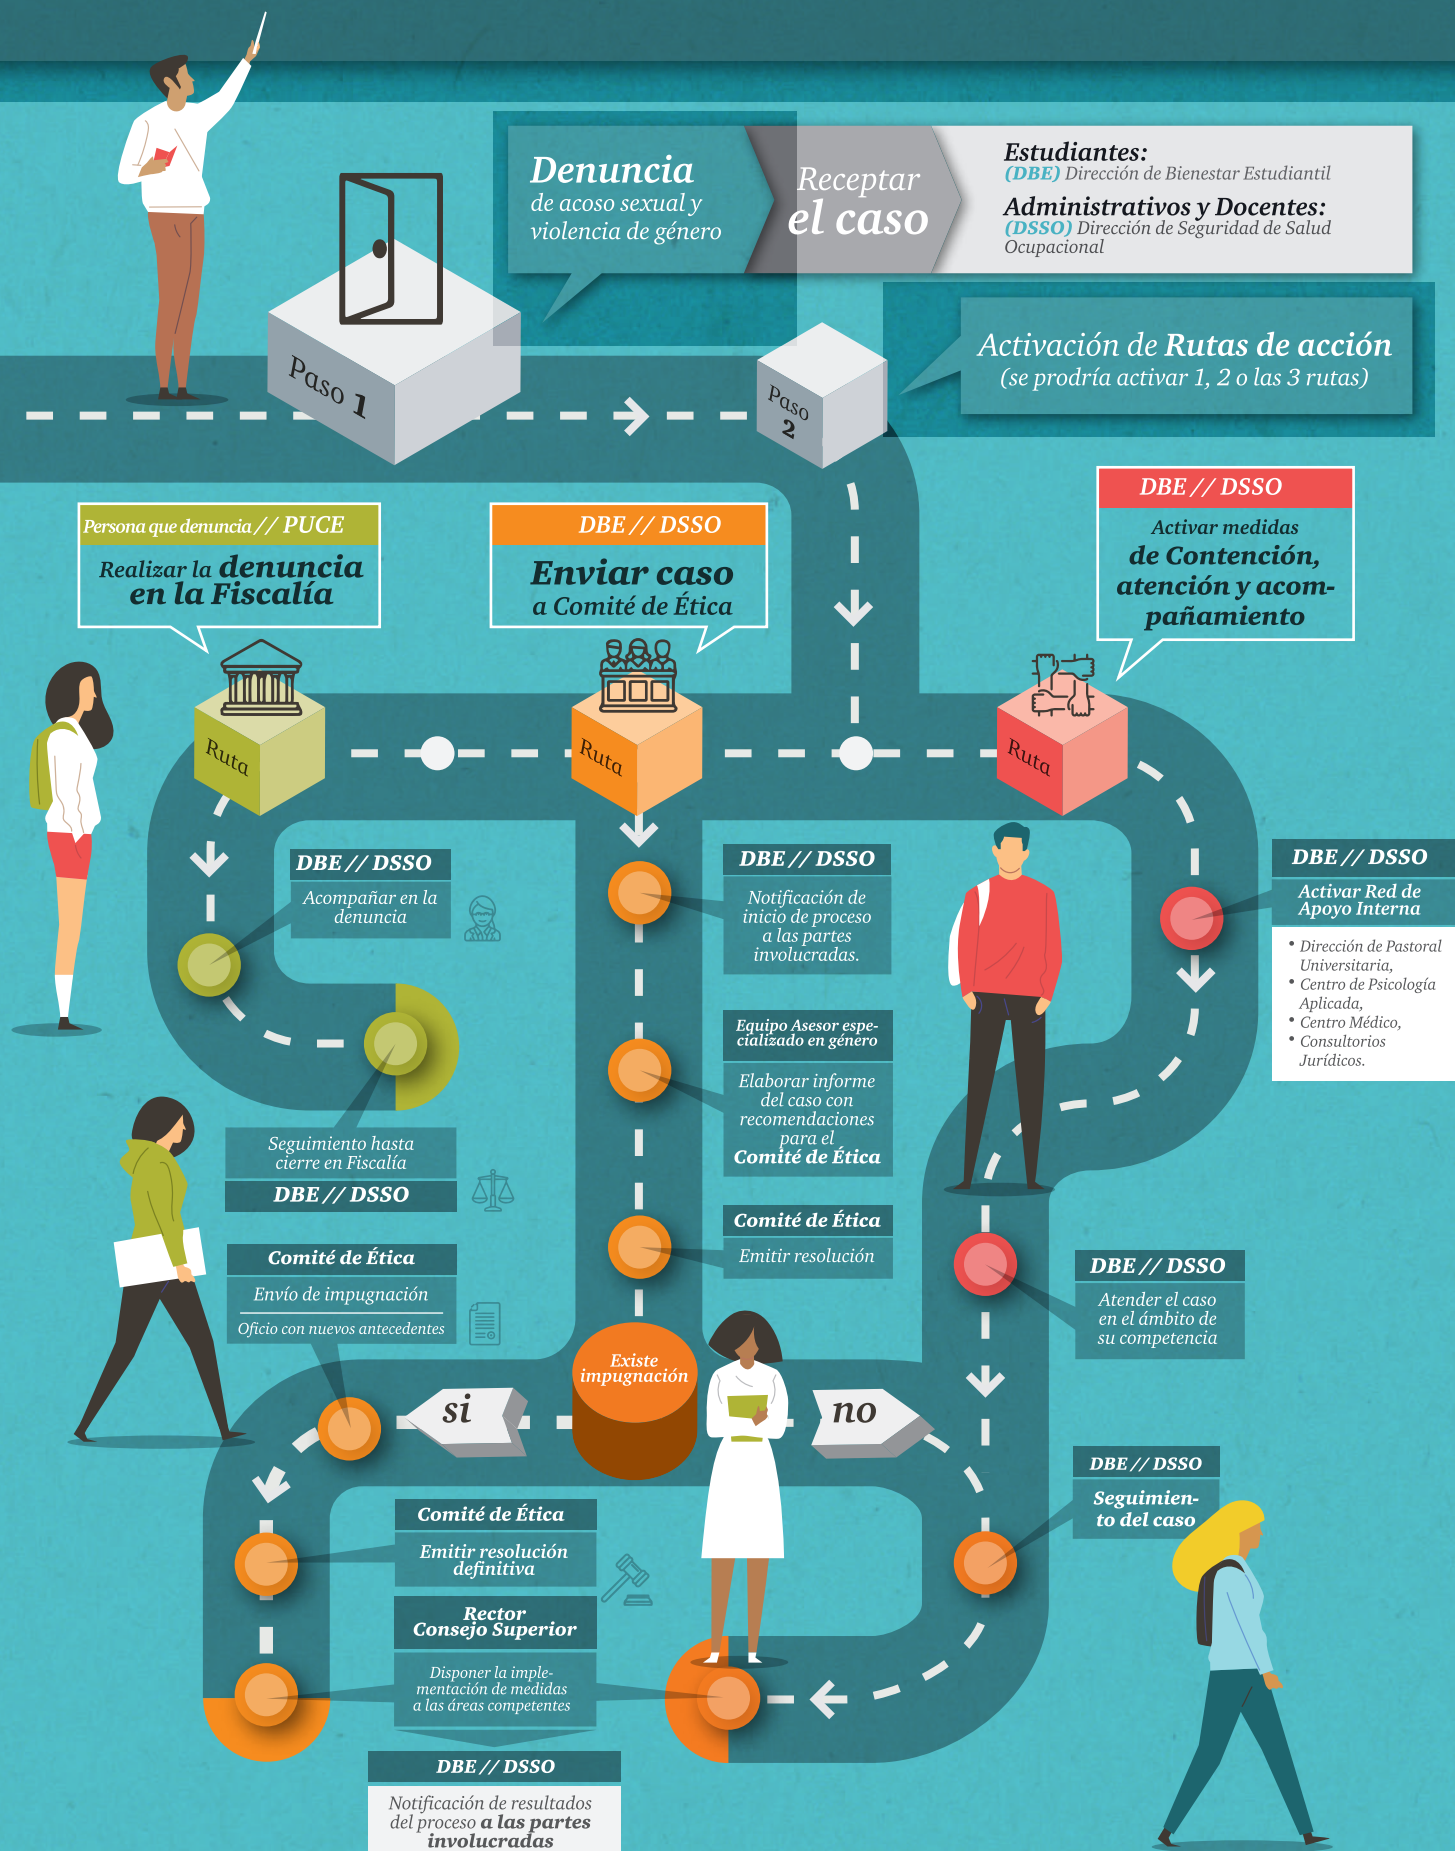 Denuncia
de acoso sexual y
violencia de género
Receptar
el caso
Estudiantes:
(DBE) Dirección de Bienestar Estudiantil
Administrativos y Docentes:
(DSSO) Dirección de Seguridad de Salud
Ocupacional
Paso 1
Paso
2
Activación de Rutas de acción
(se prodría activar 1, 2 o las 3 rutas)
Persona que denuncia // PUCE
Realizar la denuncia
en la Fiscalía
DBE // DSSO
Enviar caso
a Comité de Ética
DBE // DSSO
Activar medidas
de Contención,
atención y acom-
pañamiento
Ruta
Ruta
Ruta
DBE // DSSO
Acompañar en la
denuncia
Seguimiento hasta
cierre en Fiscalía
DBE // DSSO
DBE // DSSO
Notificación de
inicio de proceso
a las partes
involucradas.
Equipo Asesor espe-
cializado en género
Elaborar informe
del caso con
recomendaciones
para el
Comité de Ética
Comité de Ética
Emitir resolución
DBE // DSSO
Activar Red de
Apoyo Interna
• Dirección de Pastoral
Universitaria,
• Centro de Psicología
Aplicada,
• Centro Médico,
• Consultorios
Jurídicos.
DBE // DSSO
Atender el caso
en el ámbito de
su competencia
Comité de Ética
Envío de impugnación
Oficio con nuevos antecedentes
Existe
impugnación
si
no
DBE // DSSO
Seguimien-
to del caso
Comité de Ética
Emitir resolución
definitiva
Rector
Consejo Superior
Disponer la imple-
mentación de medidas
a las áreas competentes
DBE // DSSO
Notificación de resultados
del proceso a las partes
involucradas